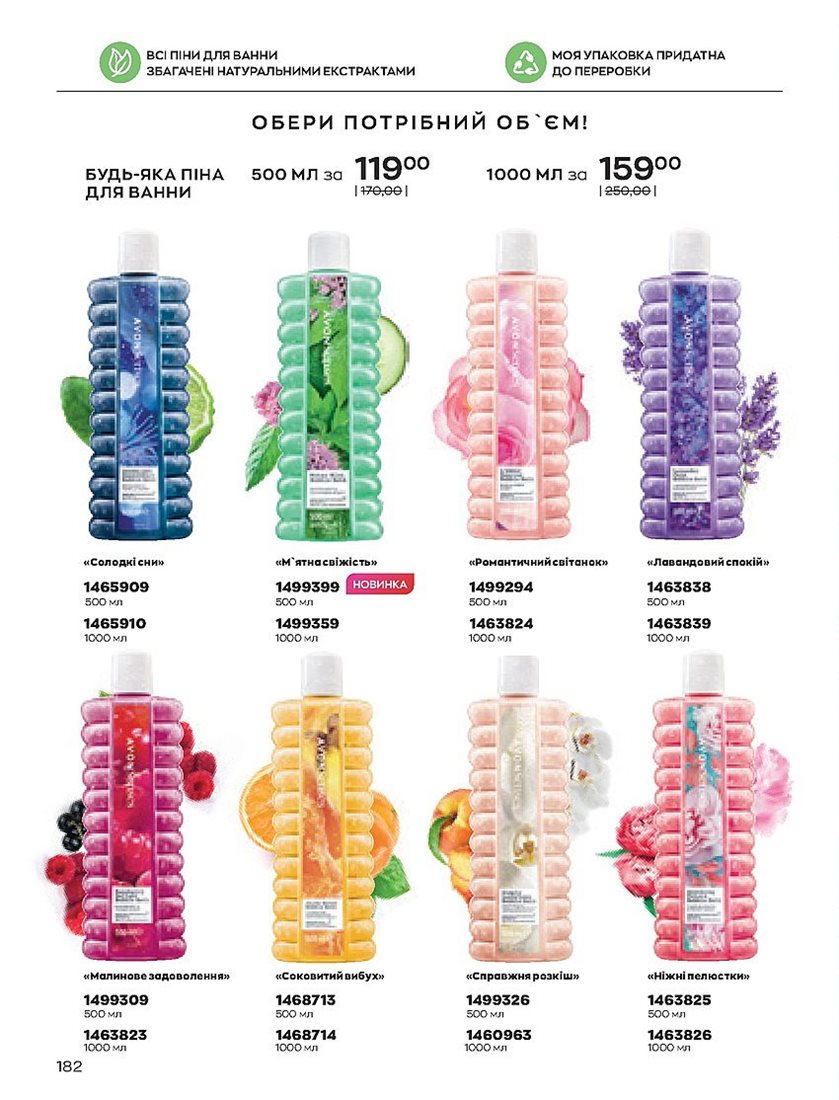 ВСІ ПІНИ ДЛЯ ВАННИ
ЗБАГАЧЕНІ НАТУРАЛЬНИМИ ЕКСТРАКТАМИ
МОЯ УПАКОВКА ПРИДАТНА
ДО ПЕРЕРОБКИ
ОБЕРИ ПОТРІБНИЙ ОБ`ЄМ!
БУДЬ-ЯКА ПІНА
ДЛЯ ВАННИ
500 МЛ за 11900
|170,00|
1000 МЛ за 15900
|250,00|
«Солодкі сни»
1465909
500 мл
1465910
1000 мл
«М`ятна свіжість»
1499399 НОВИНКА
500 мл
1499359
1000 мл
«Романтичний світанок»
1499294
500 мл
1463824
1000 мл
«Лавандовий спокій»
1463838
500 мл
1463839
1000 мл
«Малинове задоволення»
1499309
500 мл
1463823
1000 мл
«Соковитий вибух»
1468713
500 мл
1468714
1000 мл
«Справжня розкіш»
1499326
500 мл
1460963
1000 мл
«Ніжні пелюстки»
1463825
500 мл
1463826
1000 мл
182